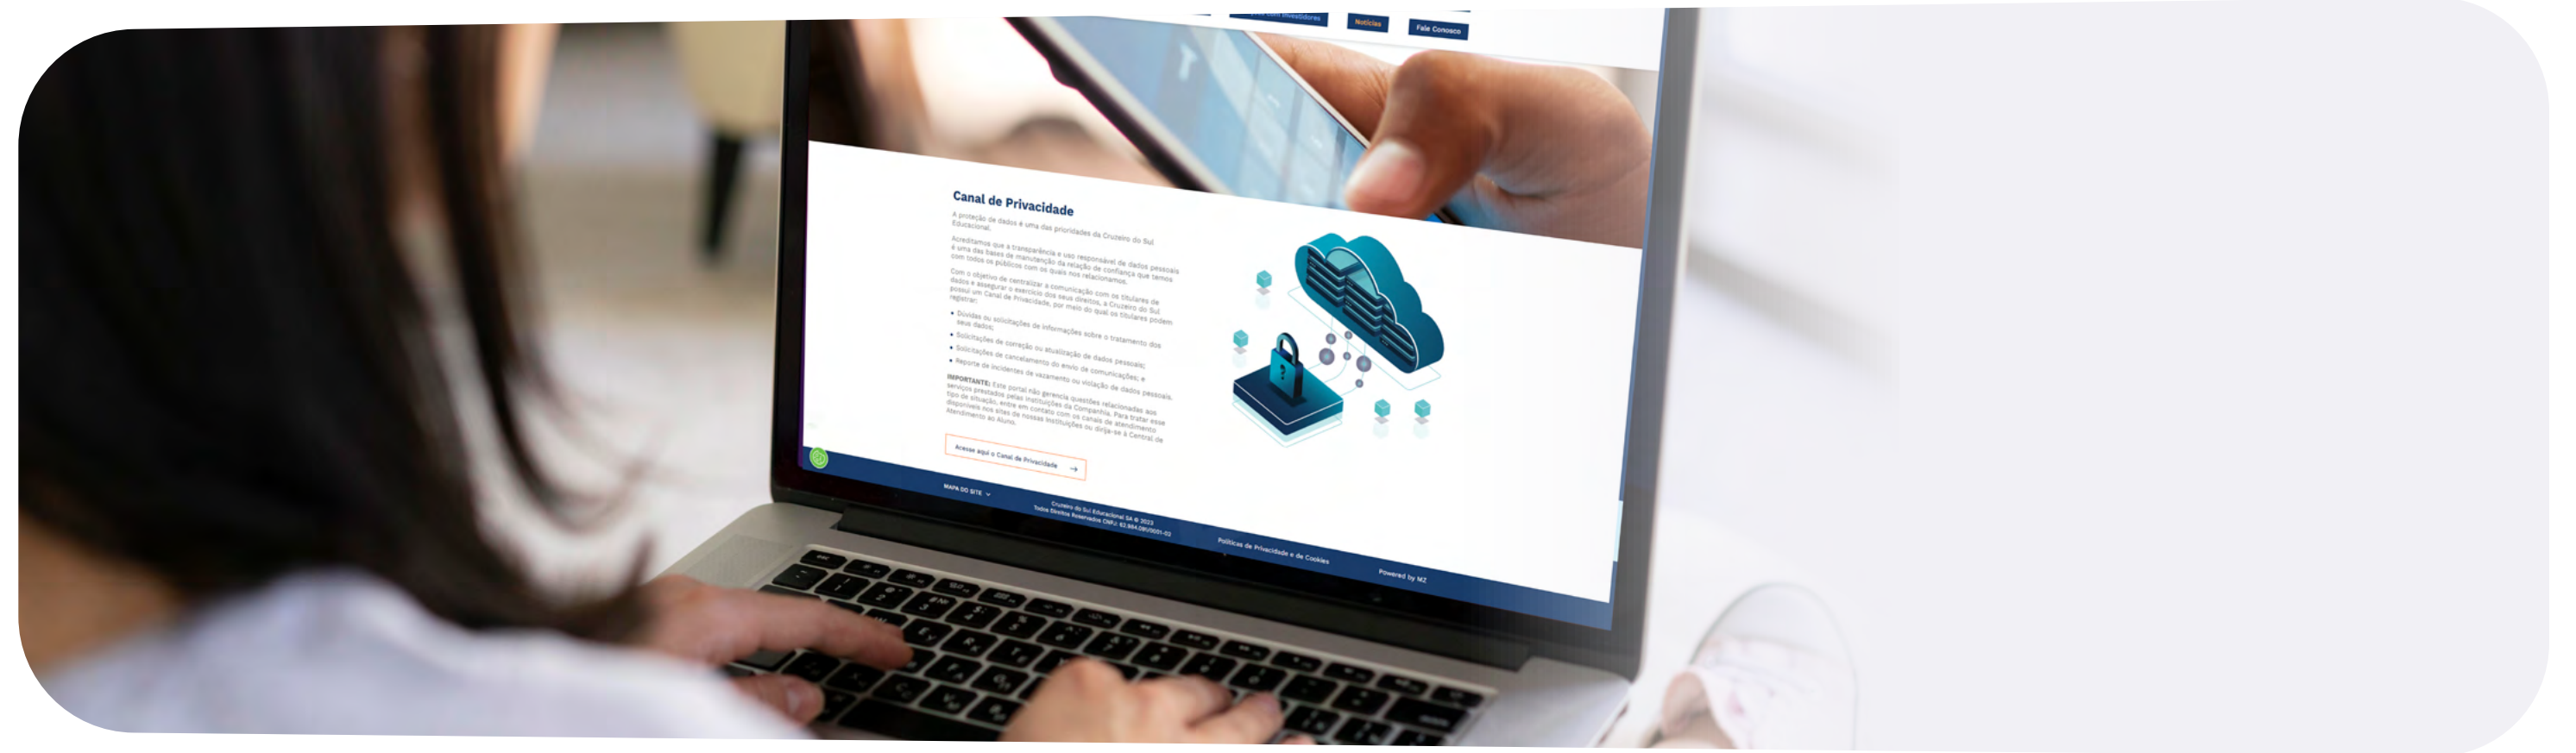 com Investidores
Notícias
Fale Conosco
Canal de Privacidade
A proteção de dados é uma das prioridades da Cruzeiro do Sul
Educacional.
Acreditamos que a transparência e uso responsável de dados pessoais
é uma das bases de manutenção da relação de confiança que temos
com todos os públicos com os quais nos relacionamos.
Com o objetivo de centralizar a comunicação com os titulares de
dados e assegurar o exercício dos seus direitos, a Cruzeiro do Sul
possui um Canal de Privacidade, por meio do qual os titulares podem
registrar:
• Dúvidas ou solicitações de informações sobre o tratamento dos
seus dados;
• Solicitações de correção ou atualização de dados pessoais;
• Solicitações de cancelamento do envio de comunicações; e
• Reporte de incidentes de vazamento ou violação de dados pessoais.
IMPORTANTE: Este portal não gerencia questões relacionadas aos
serviços prestados pelas Instituições da Companhia. Para tratar esse
tipo de situação, entre em contato com os canais de atendimento
disponíveis nos sites de nossas Instituições ou dirija-se à Central de
Atendimento ao Aluno.
Acesse aqui o Canal de Privacidade →
MAPA DO SITE
Cruzeiro do Sul Educacional SA © 2023
Todos Direitos Reservados CNPJ: 62.984.091/0001-02
Políticas de Privacidade e de Cookies
Powered by MZ